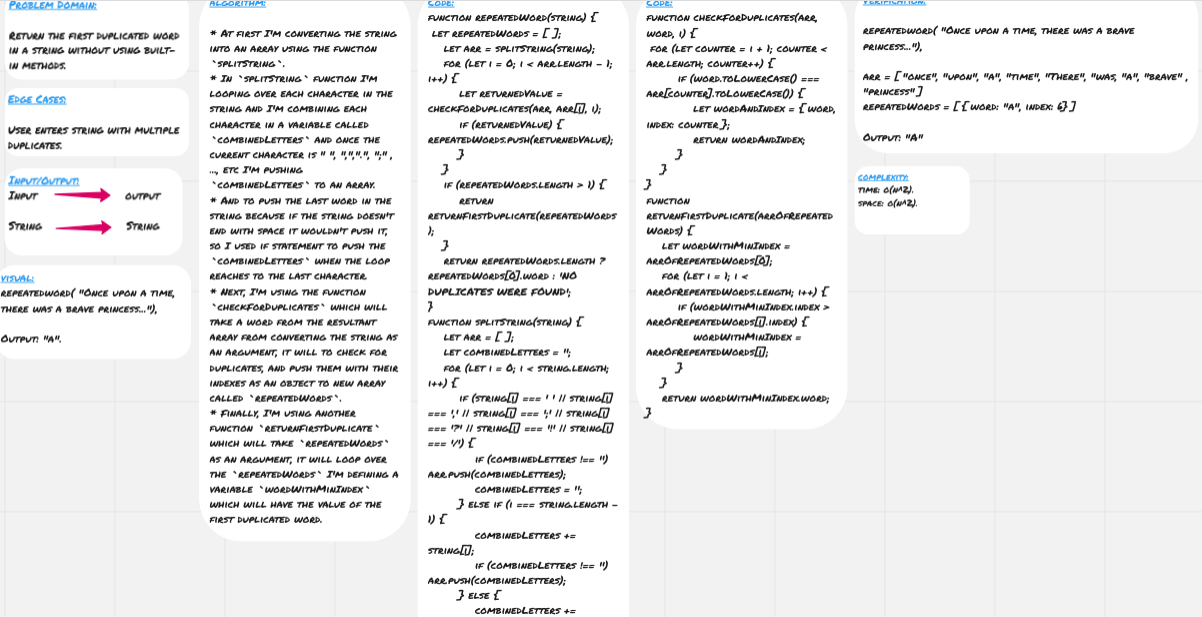 Problem Domain:
Return the first duplicated word
in a string without using built-
in methods.
Edge Cases:
User enters string with multiple
duplicates.
Input/Output:
Input output
String String
Visual:
repeatedWord( "Once upon a time,
there was a brave princess..."),
Output: "a".
Algorithm:
* At first I'm converting the string
into an array using the function
`splitString`.
* In `splitString` function I'm
looping over each character in the
string and I'm combining each
character in a variable called
`combinedLetters` and once the
current character is " ", ",",".", ";" ,
..., etc I'm pushing
`combinedLetters` to an array.
* And to push the last word in the
string because if the string doesn't
end with space it wouldn't push it,
so I used if statement to push the
`combinedLetters` when the loop
reaches to the last character.
* Next, I'm using the function
`checkForDuplicates` which will
take a word from the resultant
array from converting the string as
an argument, it will to check for
duplicates, and push them with their
indexes as an object to new array
called `repeatedWords`.
* Finally, I'm using another
function `returnFirstDuplicate`
which will take `repeatedWords`
as an argument, it will loop over
the `repeatedWords` I'm defining a
variable `wordWithMinIndex`
which will have the value of the
first duplicated word.
Code:
function repeatedWord(string) {
let repeatedWords = [ ];
let arr = splitString(string);
for (let i = 0; i < arr.length - 1;
i++) {
let returnedValue =
checkForDuplicates(arr, arr[i], i);
if (returnedValue) {
repeatedWords.push(returnedValue);
}
}
if (repeatedWords.length > 1) {
return
returnFirstDuplicate(repeatedWords
);
}
return repeatedWords.length ?
repeatedWords[0].word : 'NO
DUPLICATES WERE FOUND';
}
function splitString(string) {
let arr = [ ];
let combinedLetters = '';
for (let i = 0; i < string.length;
i++) {
if (string[i] === ' ' || string[i]
=== ',' || string[i] === ';' || string[i]
=== '?' || string[i] === '!' || string[i]
=== '/') {
if (combinedLetters !== '')
arr.push(combinedLetters);
combinedLetters = '';
} else if (i === string.length -
1) {
combinedLetters +=
string[i];
if (combinedLetters !== '')
arr.push(combinedLetters);
} else {
combinedLetters +=
Code:
function checkForDuplicates(arr,
word, i) {
for (let counter = i + 1; counter <
arr.length; counter++) {
if (word.toLowerCase() ===
arr[counter].toLowerCase()) {
let wordAndIndex = { word,
index: counter };
return wordAndIndex;
}
}
}
function
returnFirstDuplicate(arrOfRepeated
Words) {
let wordWithMinIndex =
arrOfRepeatedWords[0];
for (let i = 1; i <
arrOfRepeatedWords.length; i++) {
if (wordWithMinIndex.index >
arrOfRepeatedWords[i].index) {
wordWithMinIndex =
arrOfRepeatedWords[i];
}
}
return wordWithMinIndex.word;
}
Verification:
repeatedWord( "Once upon a time, there was a brave
princess..."),
arr = [ "Once", "upon", "a", "time", "there", "was, "a", "brave" ,
"princess" ]
repeatedWords = [ { word: "a", index: 6} ]
Output: "a"
Complexity:
Time: O(n^2).
Space: O(n^2).